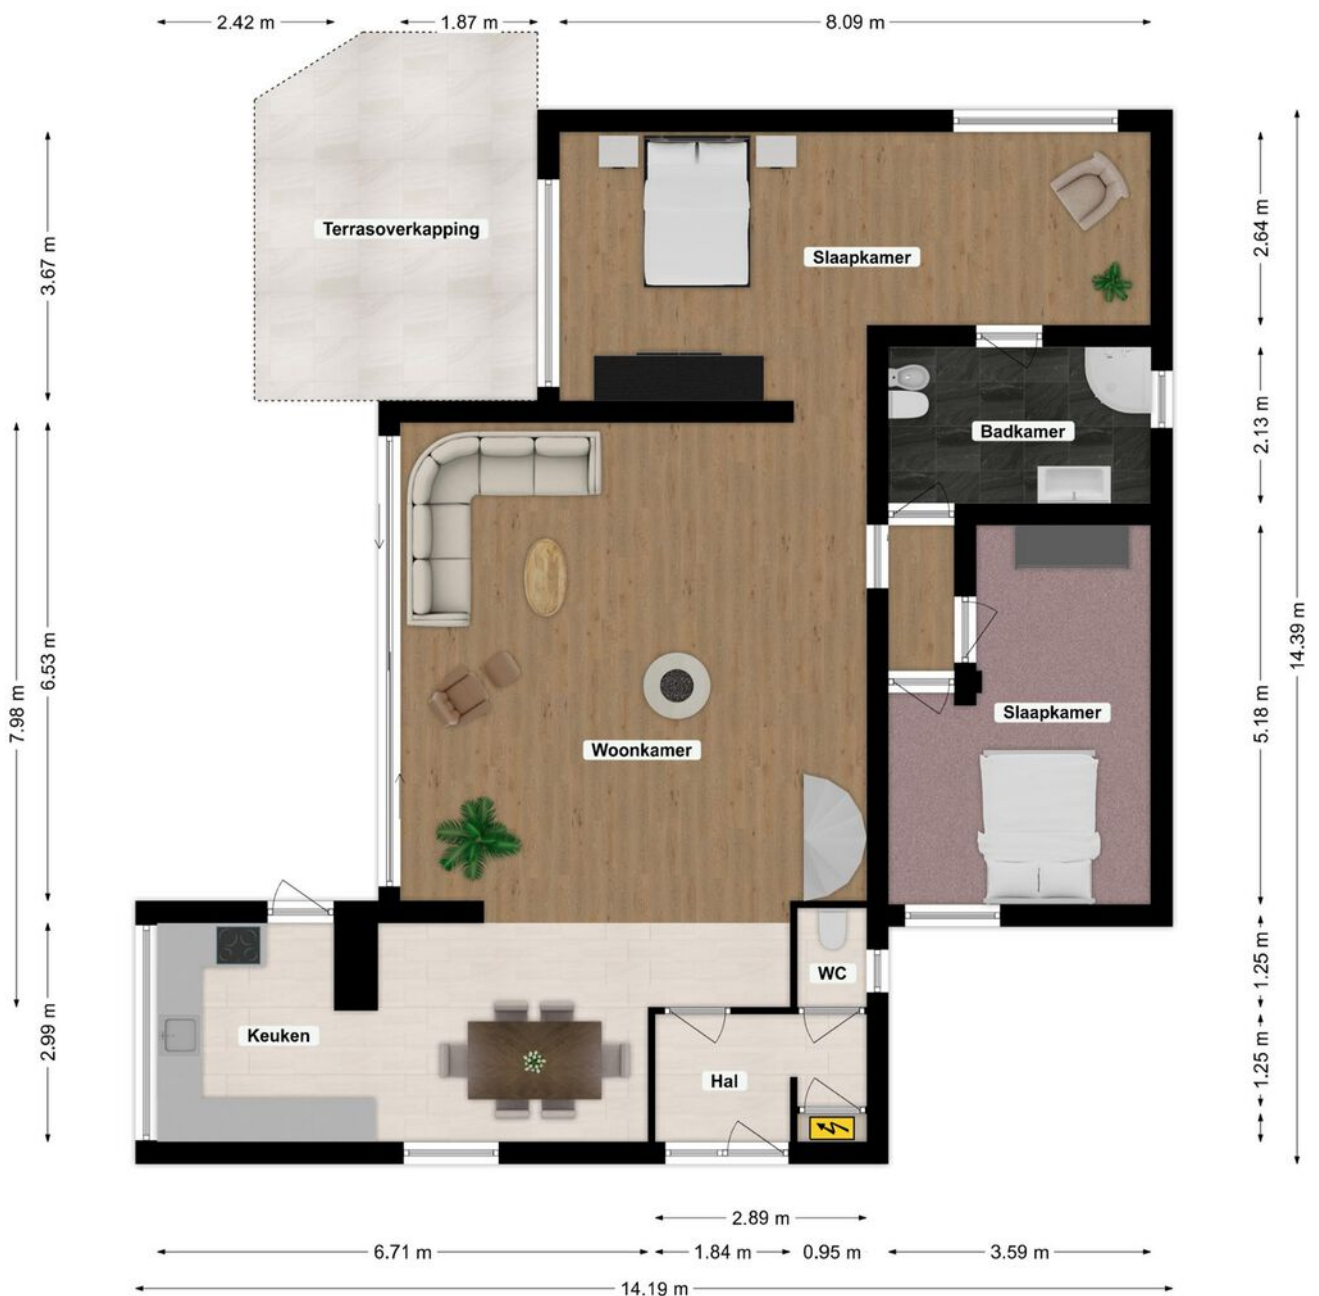 2.42 m
1.87 m
8.09 m
Terrasoverkapping
Slaapkamer
3.67 m
2.64 m
Badkamer
2.13 m
7.98 m
6.53 m
14.39 m
Slaapkamer
5.18 m
Woonkamer
WC
1.25 m
2.99 m
Keuken
Hal
1.25 m
2.89 m
6.71 m
1.84 m
0.95 m
3.59 m
14.19 m